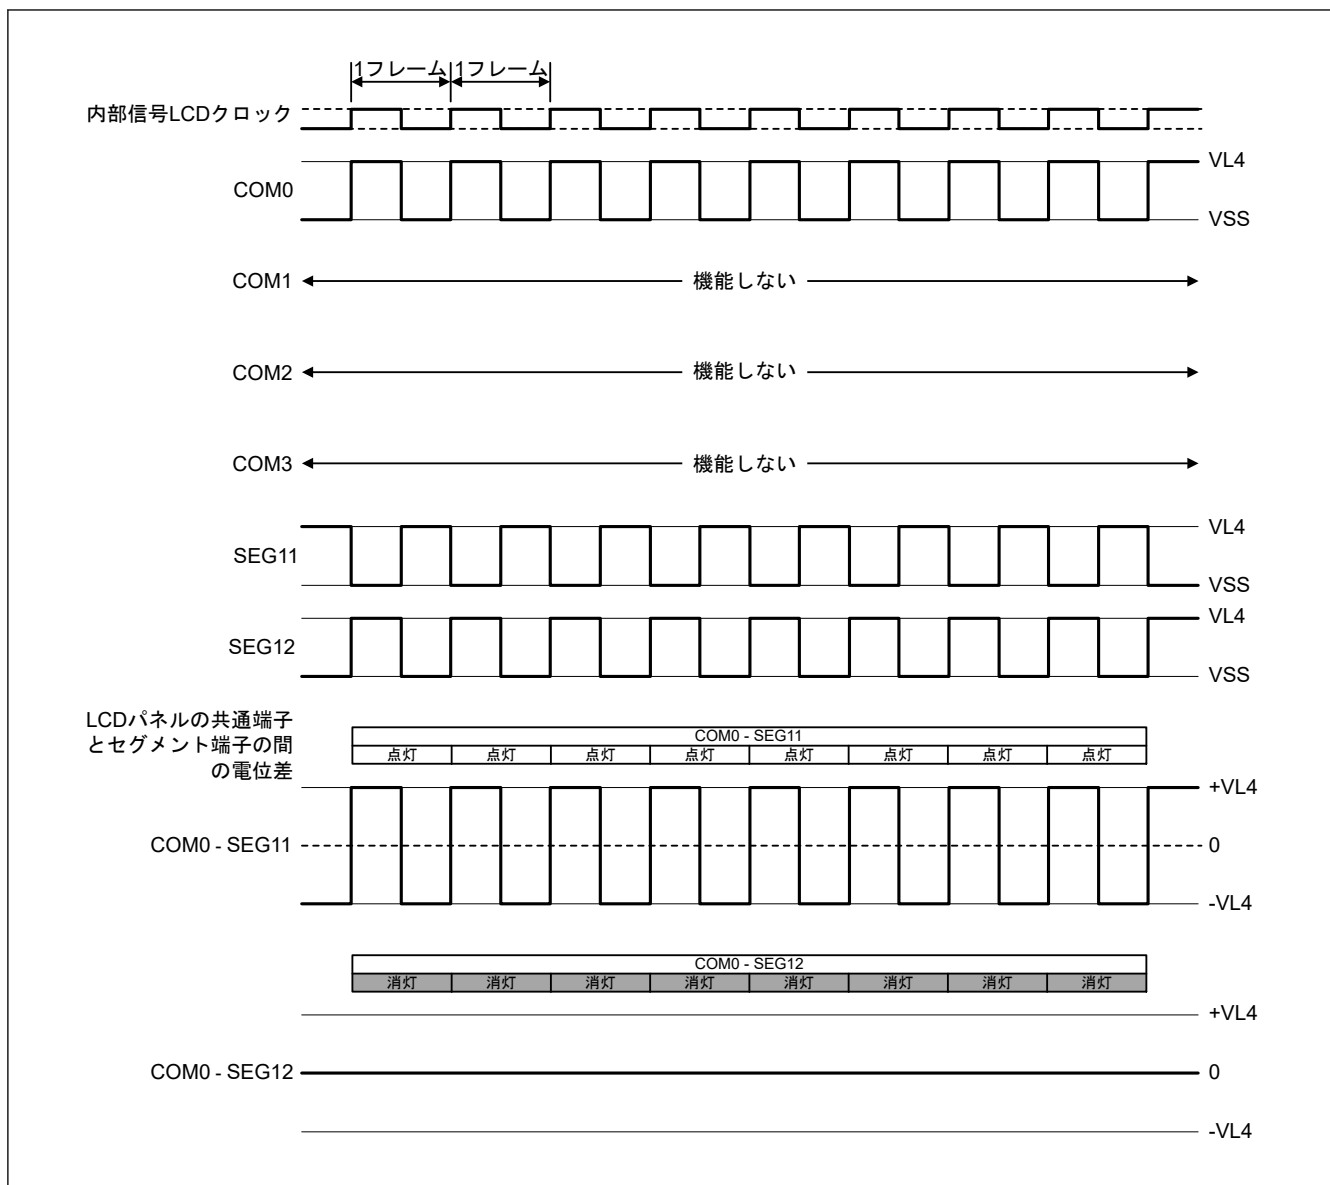 1フレーム 1フレーム
内部信号LCDクロック
VL4
COM0
VSS
COM1 機能しない
COM2 機能しない
COM3 機能しない
VL4
SEG11
VSS
VL4
SEG12
VSS
LCDパネルの共通端子
とセグメント端子の間
の電位差
COM0 - SEG11
点灯 点灯 点灯 点灯 点灯 点灯 点灯 点灯
+VL4
COM0 - SEG11 0
-VL4
COM0 - SEG12
消灯 消灯 消灯 消灯 消灯 消灯 消灯 消灯
+VL4
COM0 - SEG12 0
-VL4